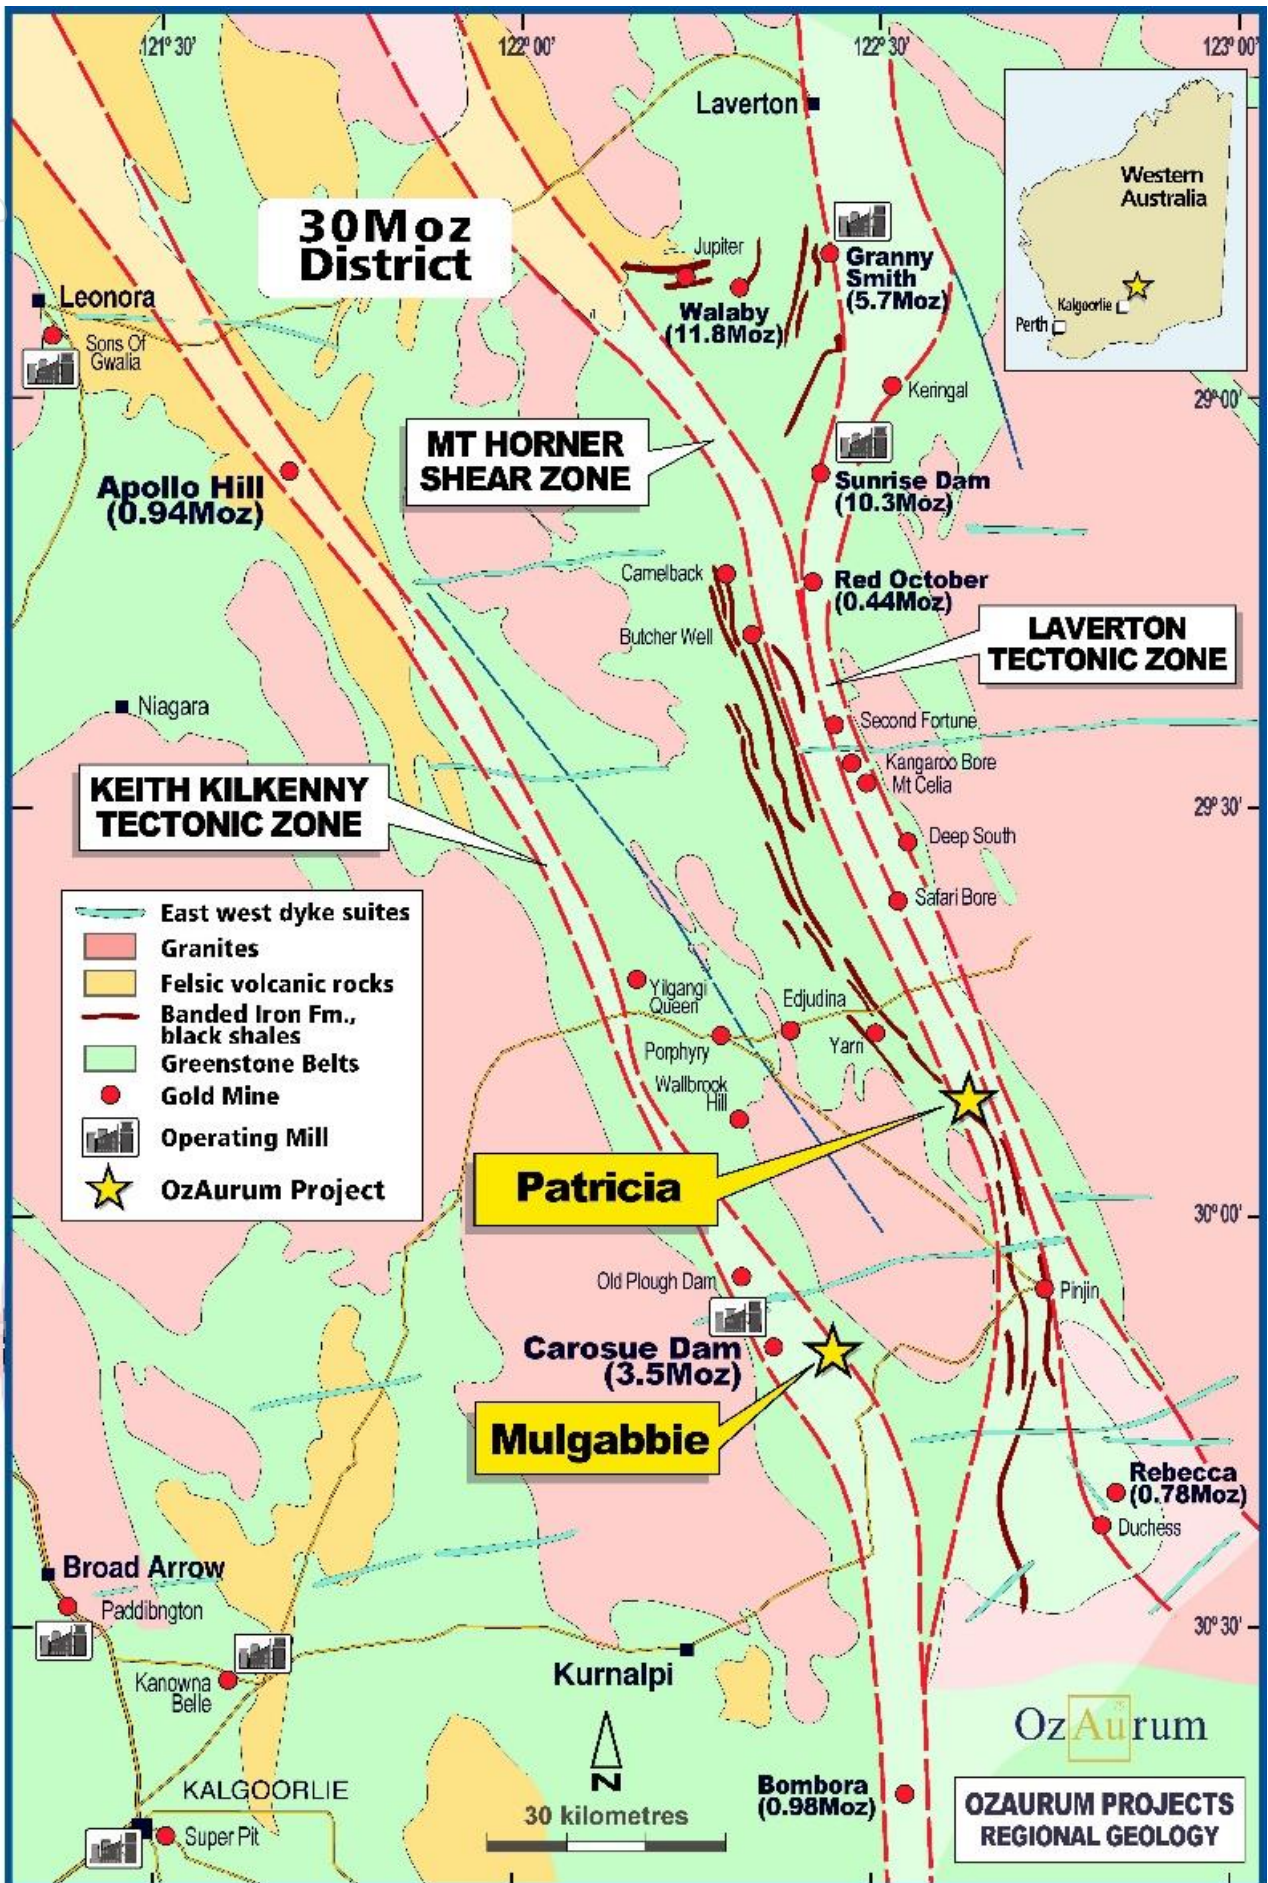 121° 30'
122° 00'
122° 30'
123° 00'
Laverton
Western
Australia
Kalgoorlie
Perth
30Moz
District
Jupiter
Granny
Smith
(5.7Moz)
Walaby
(11.8Moz)
Leonora
Sons Of
Gwalia
Keringal
29° 00'
MT HORNER
SHEAR ZONE
Apollo Hill
(0.94Moz)
Sunrise Dam
(10.3Moz)
Camelback
Red October
(0.44Moz)
Butcher Well
LAVERTON
TECTONIC ZONE
Niagara
Second Fortune
Kangaroo Bore
Mt Celia
KEITH KILKENNY
TECTONIC ZONE
29° 30'
Deep South
Safari Bore
East west dyke suites
Granites
Felsic volcanic rocks
Banded Iron Fm.,
black shales
Greenstone Belts
Gold Mine
Operating Mill
OzAurum Project
Yilgangi
Queen
Edjudina
Porphyry
Yarri
Wallbrook
Hill
Patricia
30° 00'
Old Plough Dam
Pinjin
Carosue Dam
(3.5Moz)
Mulgabbie
Rebecca
(0.78Moz)
Duchess
Broad Arrow
Paddibngton
30° 30'
Kanowna
Belle
Kurnalpi
N
OzAurum
KALGOORLIE
30 kilometres
Bombora
(0.98Moz)
OZAURUM PROJECTS
REGIONAL GEOLOGY
Super Pit